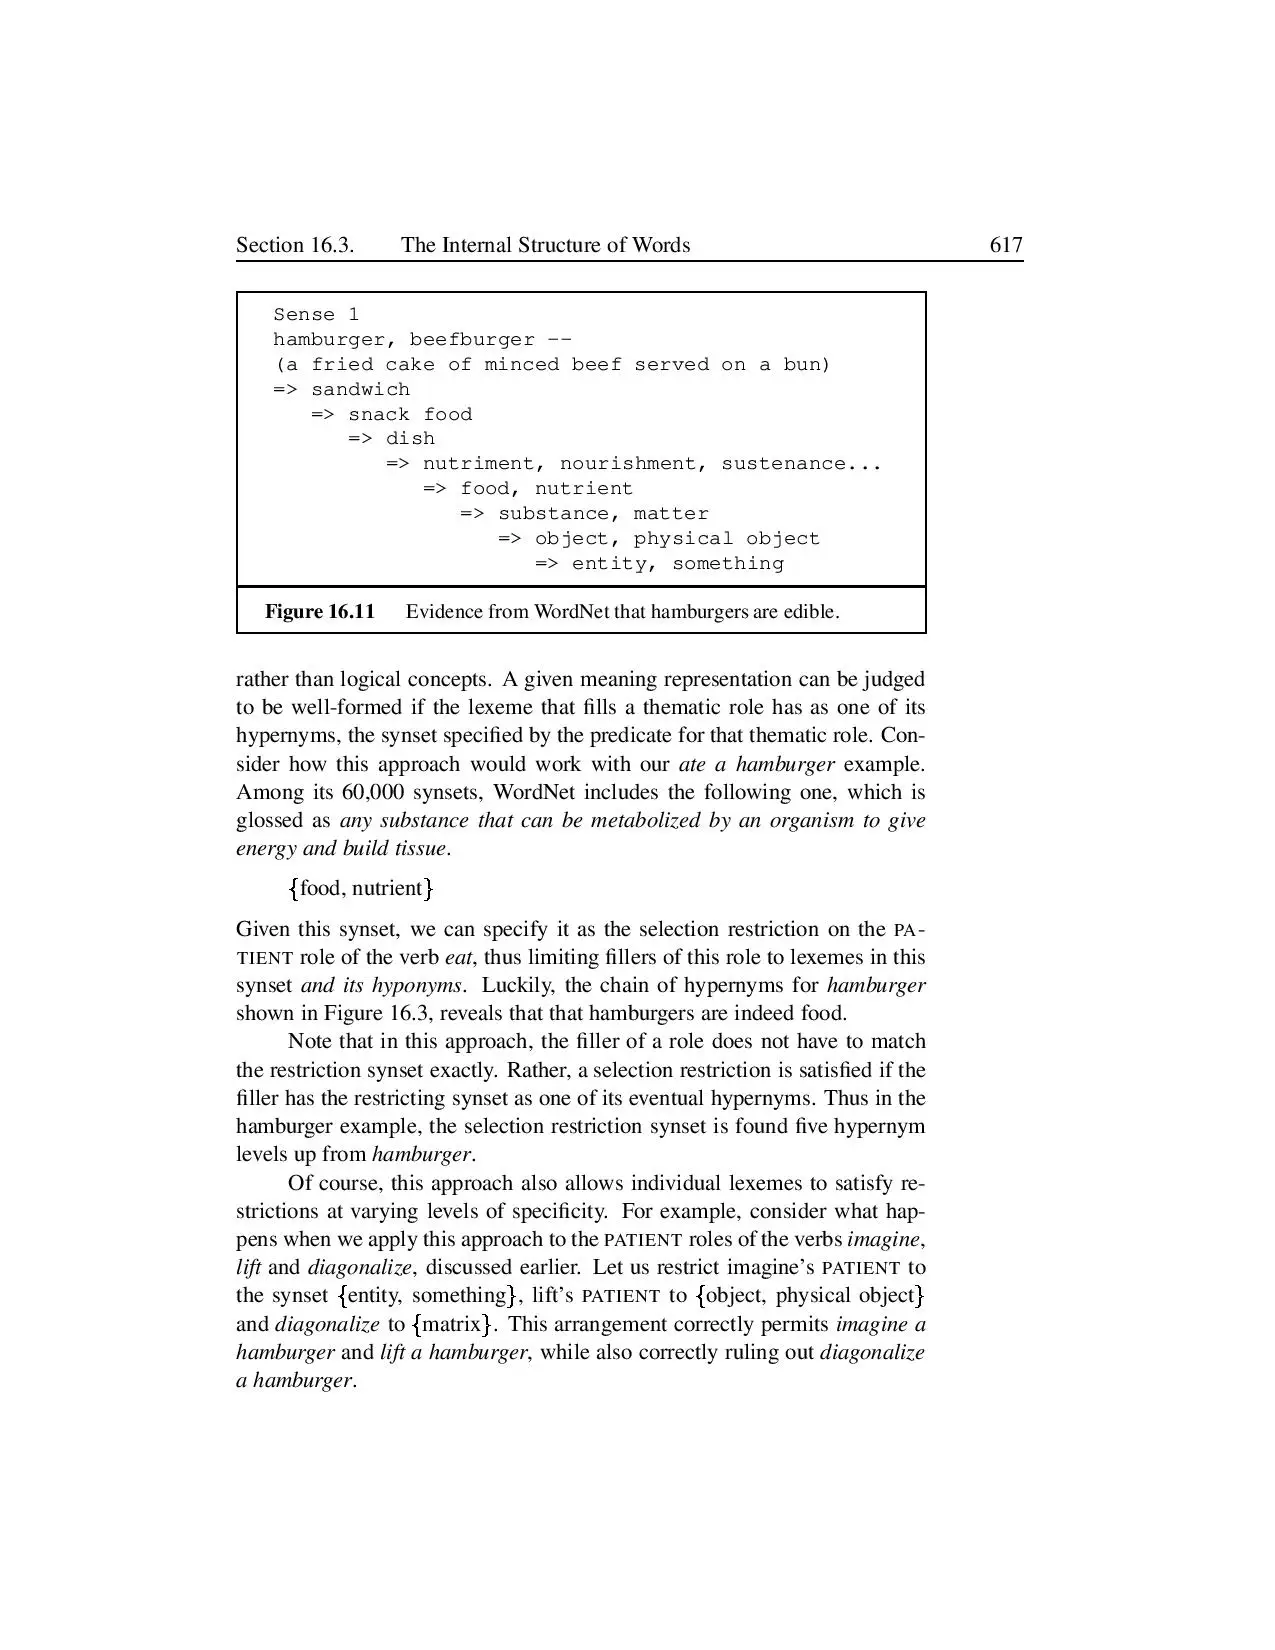 Section 16.3. The Internal Structure of Words 617
Sense 1
hamburger, beefburger --
(a fried cake of minced beef served on a bun)
=> sandwich
=> snack food
=> dish
=> nutriment, nourishment, sustenance...
=> food, nutrient
=> substance, matter
=> object, physical object
=> entity, something
Figure 16.11 Evidence from WordNet that hamburgers are edible.
rather than logical concepts. A given meaning representation can be judged
to be well-formed if the lexeme that fills a thematic role has as one of its
hypernyms, the synset specified by the predicate for that thematic role. Con-
sider how this approach would work with our ate a hamburger example.
Among its 60,000 synsets, WordNet includes the following one, which is
glossed as any substance that can be metabolized by an organism to give
energy and build tissue.
{food, nutrient}
Given this synset, we can specify it as the selection restriction on the PA-
TIENT role of the verb eat, thus limiting fillers of this role to lexemes in this
synset and its hyponyms. Luckily, the chain of hypernyms for hamburger
shown in Figure 16.3, reveals that that hamburgers are indeed food.
Note that in this approach, the filler of a role does not have to match
the restriction synset exactly. Rather, a selection restriction is satisfied if the
filler has the restricting synset as one of its eventual hypernyms. Thus in the
hamburger example, the selection restriction synset is found five hypernym
levels up from hamburger.
Of course, this approach also allows individual lexemes to satisfy re-
strictions at varying levels of specificity. For example, consider what hap-
pens when we apply this approach to the PATIENT roles of the verbs imagine,
lift and diagonalize, discussed earlier. Let us restrict imagine's PATIENT to
the synset {entity, something}, lift's PATIENT to {object, physical object}
and diagonalize to {matrix}. This arrangement correctly permits imagine a
hamburger and lift a hamburger, while also correctly ruling out diagonalize
a hamburger.